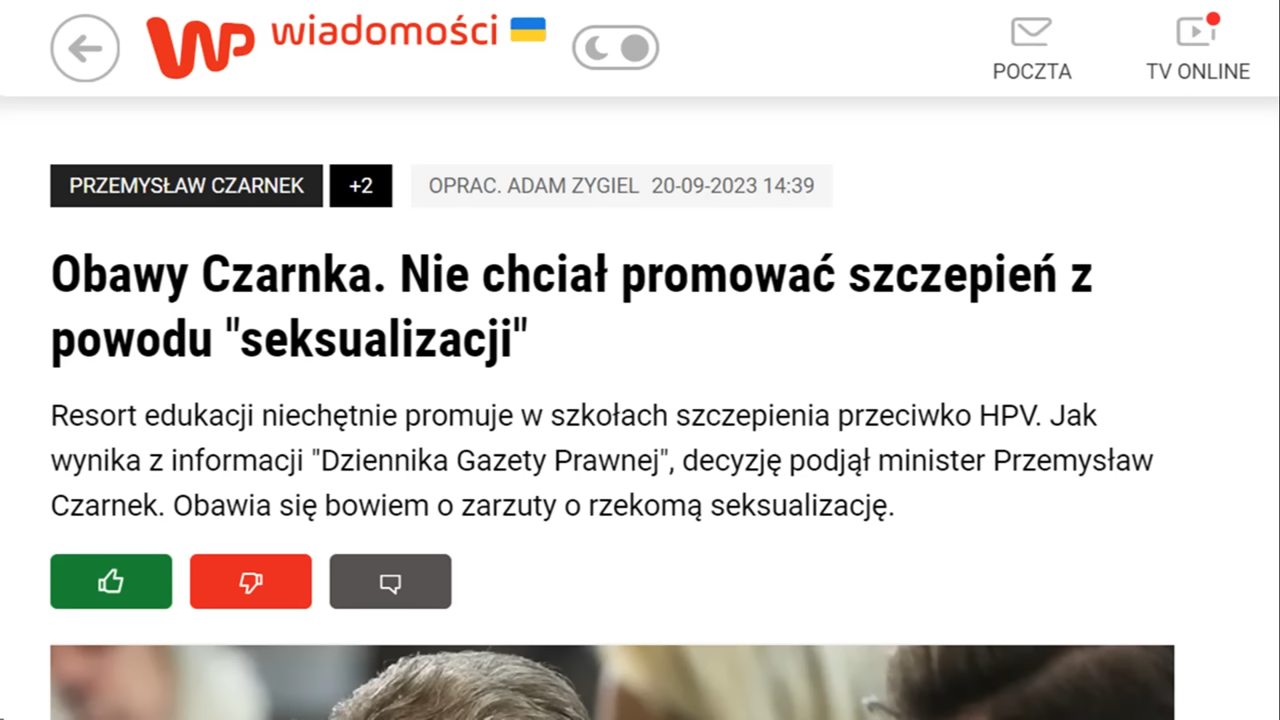 wp wiadomości
POCZTA
TV ONLINE
PRZEMYSŁAW CZARNEK +2 OPRAC. ADAM ZYGIEL 20-09-2023 14:39
Obawy Czarnka. Nie chciał promować szczepień z
powodu "seksualizacji"
Resort edukacji niechętnie promuje w szkołach szczepienia przeciwko HPV. Jak
wynika z informacji "Dziennika Gazety Prawnej", decyzję podjął minister Przemysław
Czarnek. Obawia się bowiem o zarzuty o rzekomą seksualizację.